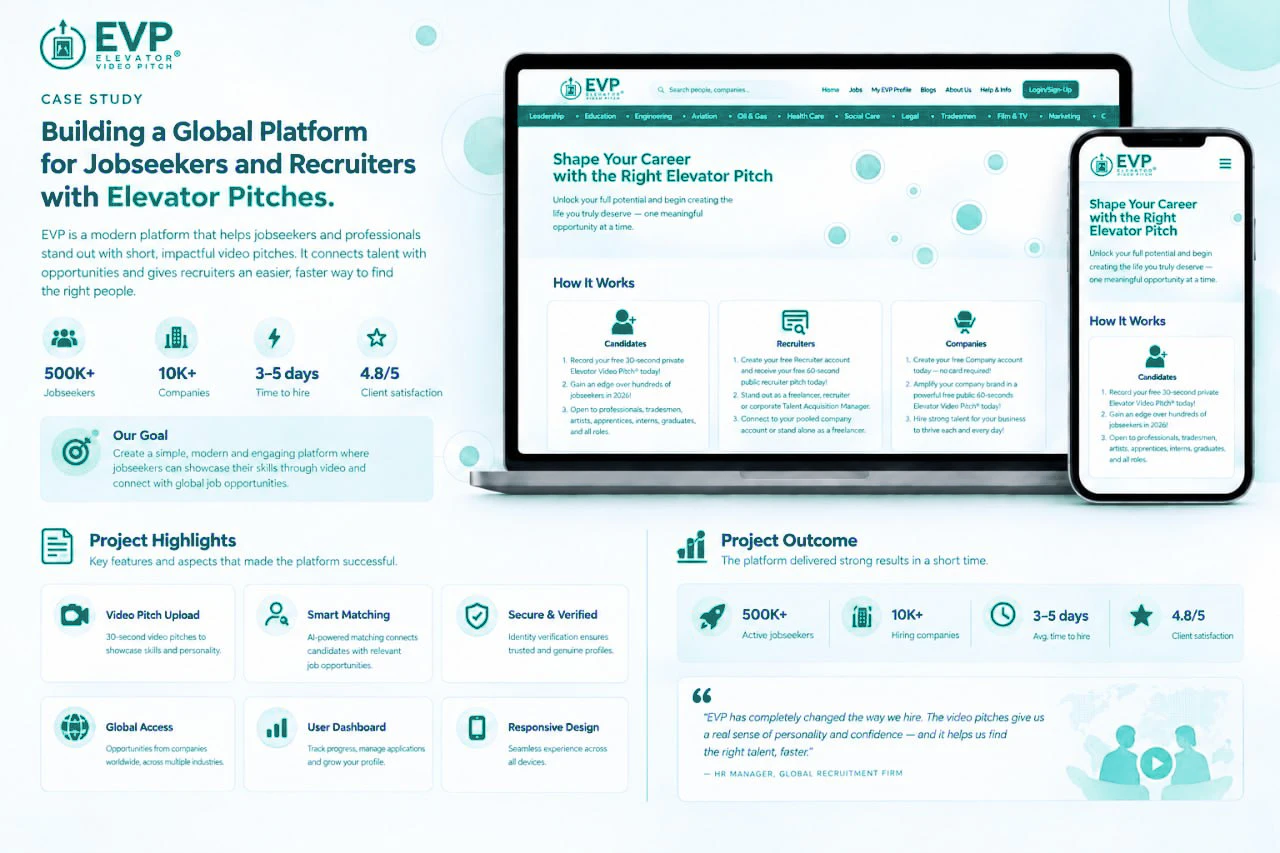 EVP
ELEVATOR®
VIDEO PITCH
CASE STUDY
Building a Global Platform
for Jobseekers and Recruiters
with Elevator Pitches.
EVP is a modern platform that helps jobseekers and professionals
stand out with short, impactful video pitches. It connects talent with
opportunities and gives recruiters an easier, faster way to find
the right people.
500K+
Jobseekers
10K+
Companies
3–5 days
Time to hire
4.8/5
Client satisfaction
Our Goal
Create a simple, modern and engaging platform where
jobseekers can showcase their skills through video and
connect with global job opportunities.
EVP
ELEVATOR
VIDEO PITCH
Search people, companies..
Home Jobs My EVP Profile Blogs About Us Help & Info Login/Sign-Up
Leadership • Education • Engineering • Aviation • Oil & Gas • Health Care • Social Care • Legal • Tradesmen • Film & TV • Marketing • C
Shape Your Career
with the Right Elevator Pitch
Unlock your full potential and begin creating the
life you truly deserve — one meaningful
opportunity at a time.
How It Works
Candidates
1. Record your free 30-second private
Elevator Video Pitch® today!
2. Gain an edge over hundreds of
jobseekers in 2026!
3. Open to professionals, tradesmen,
artists, apprentices, interns, graduates,
and all roles.
Recruiters
1. Create your free Recruiter account
and receive your free 60-second
public recruiter pitch today!
2. Stand out as a freelancer, recruiter
or corporate Talent Acquisition Manager.
3. Connect to your pooled company
account or stand alone as a freelancer.
Companies
1. Create your free Company account
today — no card required!
2. Amplify your company brand in a
powerful free public 60-seconds
Elevator Video Pitch® today!
3. Hire strong talent for your business
to thrive each and every day!
EVP
ELEVATOR
VIDEO PITCH
Shape Your Career
with the Right
Elevator Pitch
Unlock your full potential and begin
creating the life you truly deserve —
one meaningful opportunity at a time.
How It Works
Candidates
1. Record your free 30-second private
Elevator Video Pitch® today!
2. Gain an edge over hundreds of
jobseekers in 2026!
3. Open to professionals, tradesmen,
artists, apprentices, interns, graduates,
and all roles.
Project Highlights
Key features and aspects that made the platform successful.
Video Pitch Upload
30-second video pitches to
showcase skills and personality.
Smart Matching
AI-powered matching connects
candidates with relevant
job opportunities.
Secure & Verified
Identity verification ensures
trusted and genuine profiles.
Global Access
Opportunities from companies
worldwide, across multiple industries.
User Dashboard
Track progress, manage applications
and grow your profile.
Responsive Design
Seamless experience across
all devices.
Project Outcome
The platform delivered strong results in a short time.
500K+
Active jobseekers
10K+
Hiring companies
3–5 days
Avg. time to hire
4.8/5
Client satisfaction
“
“EVP has completely changed the way we hire. The video pitches give us
a real sense of personality and confidence — and it helps us find
the right talent, faster.”
— HR MANAGER, GLOBAL RECRUITMENT FIRM